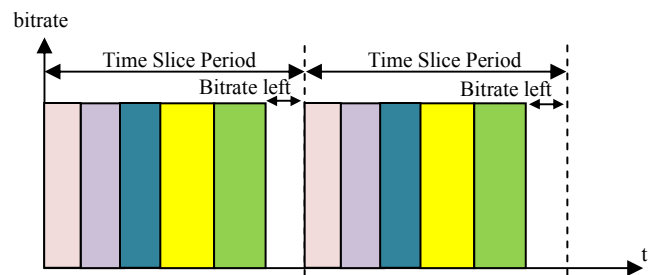 bitrate
Time Slice Period Time Slice Period
Bitrate left Bitrate left
t